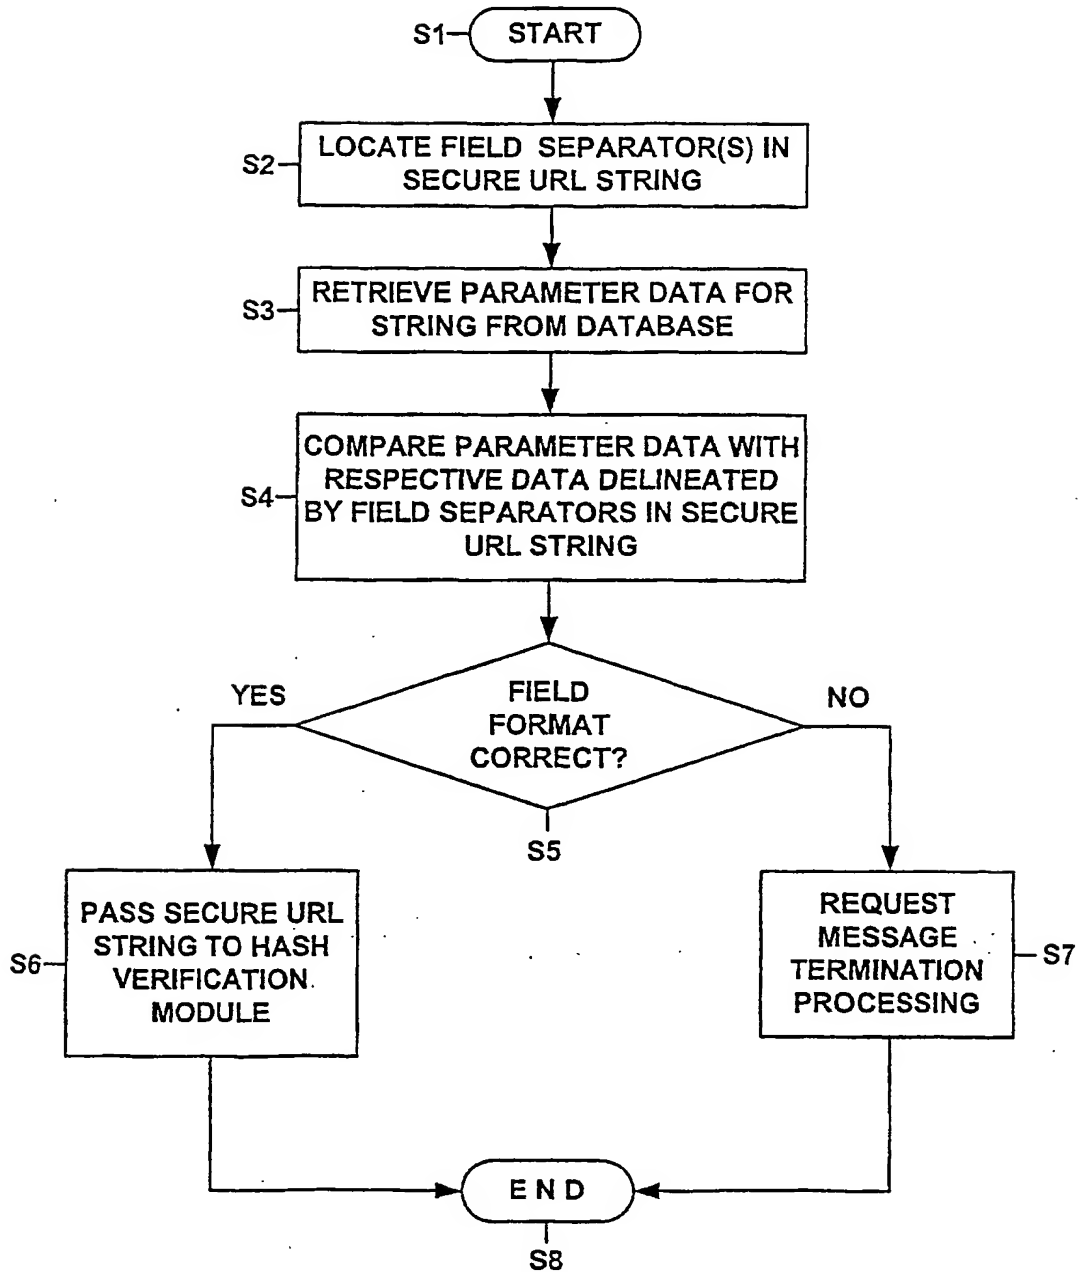 S1
START
S2
LOCATE FIELD SEPARATOR(S) IN
SECURE URL STRING
S3
RETRIEVE PARAMETER DATA FOR
STRING FROM DATABASE
S4
COMPARE PARAMETER DATA WITH
RESPECTIVE DATA DELINEATED
BY FIELD SEPARATORS IN SECURE
URL STRING
YES
FIELD
FORMAT
CORRECT?
NO
S5
S6
PASS SECURE URL
STRING TO HASH
VERIFICATION
MODULE
REQUEST
MESSAGE
TERMINATION
PROCESSING
S7
END
S8